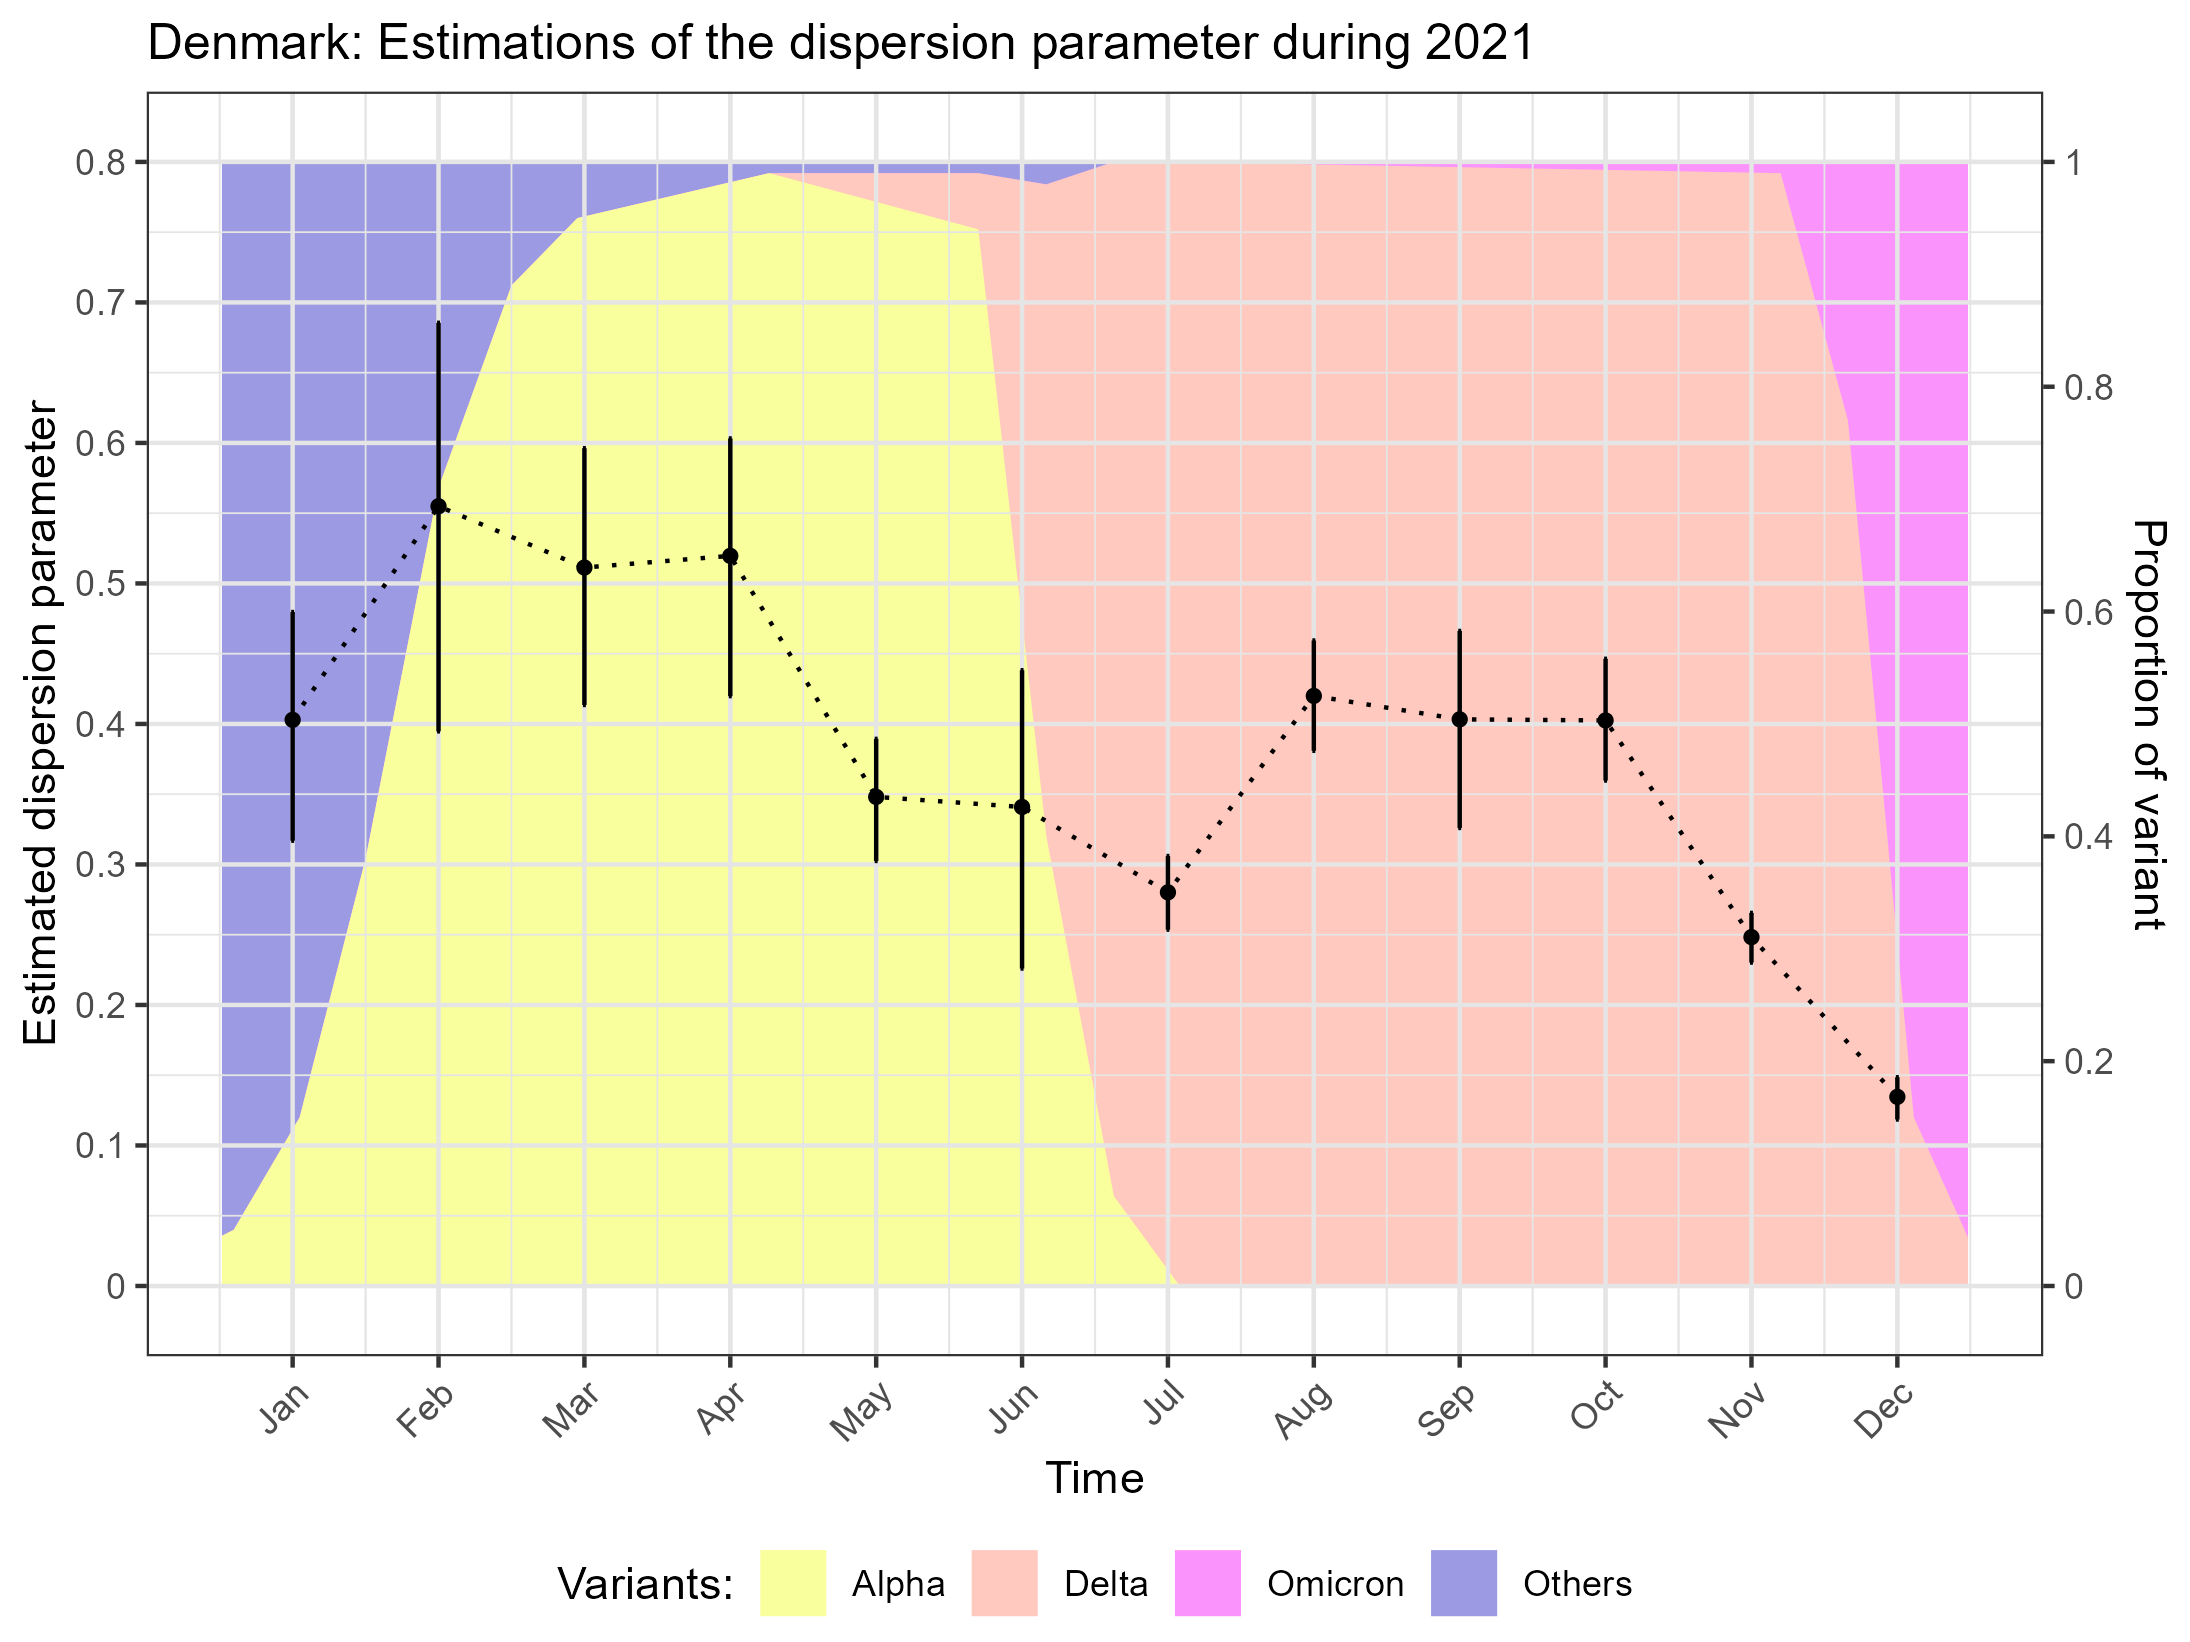 Denmark: Estimations of the dispersion parameter during 2021
Estimated dispersion parameter
0.8
0.7
0.6
0.5
0.4
0.3
0.2
0.1
0
1
0.8
0.6
0.4
0.2
0
Proportion of variant
Jan Feb Mar Apr May Jun Jul Aug Sep Oct Nov Dec
Time
Variants: Alpha Delta Omicron Others